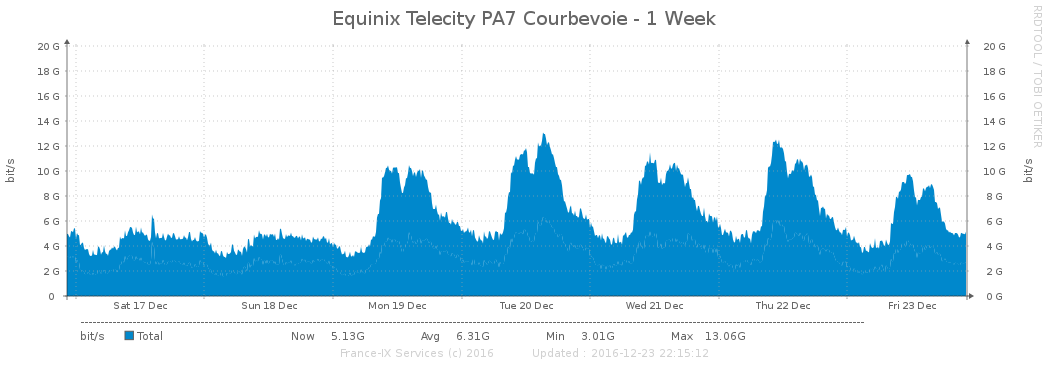 Equinix Telecity PA7 Courbevoie - 1 Week
RRDTOOL / TOBI OETIKER
bit/s
20 G 20 G
18 G 18 G
16 G 16 G
14 G 14 G
12 G 12 G
10 G 10 G
8 G 8 G
6 G 6 G
4 G 4 G
2 G 2 G
0 0 G
bit/s
Sat 17 Dec Sun 18 Dec Mon 19 Dec Tue 20 Dec Wed 21 Dec Thu 22 Dec Fri 23 Dec
bit/s Total Now 5.13G Avg 6.31G Min 3.01G Max 13.06G
France-IX Services (c) 2016 Updated : 2016-12-23 22:15:12